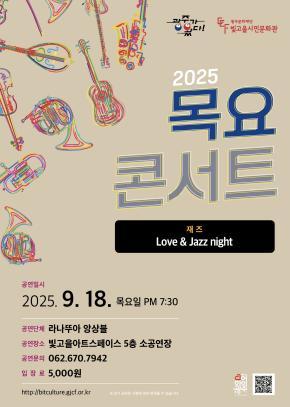 광주가
왔다!
빛고을시민문화관
2025
목요
콘서트
재즈
Love & Jazz night
공연일시
2025. 9. 18. 목요일 PM 7:30
공연단체 라나뚜아 앙상블
공연장소 빛고을아트스페이스 5층 소공연장
공연문의 062.670.7942
입 장 료 5,000원
http://bitculture.gjcf.or.kr